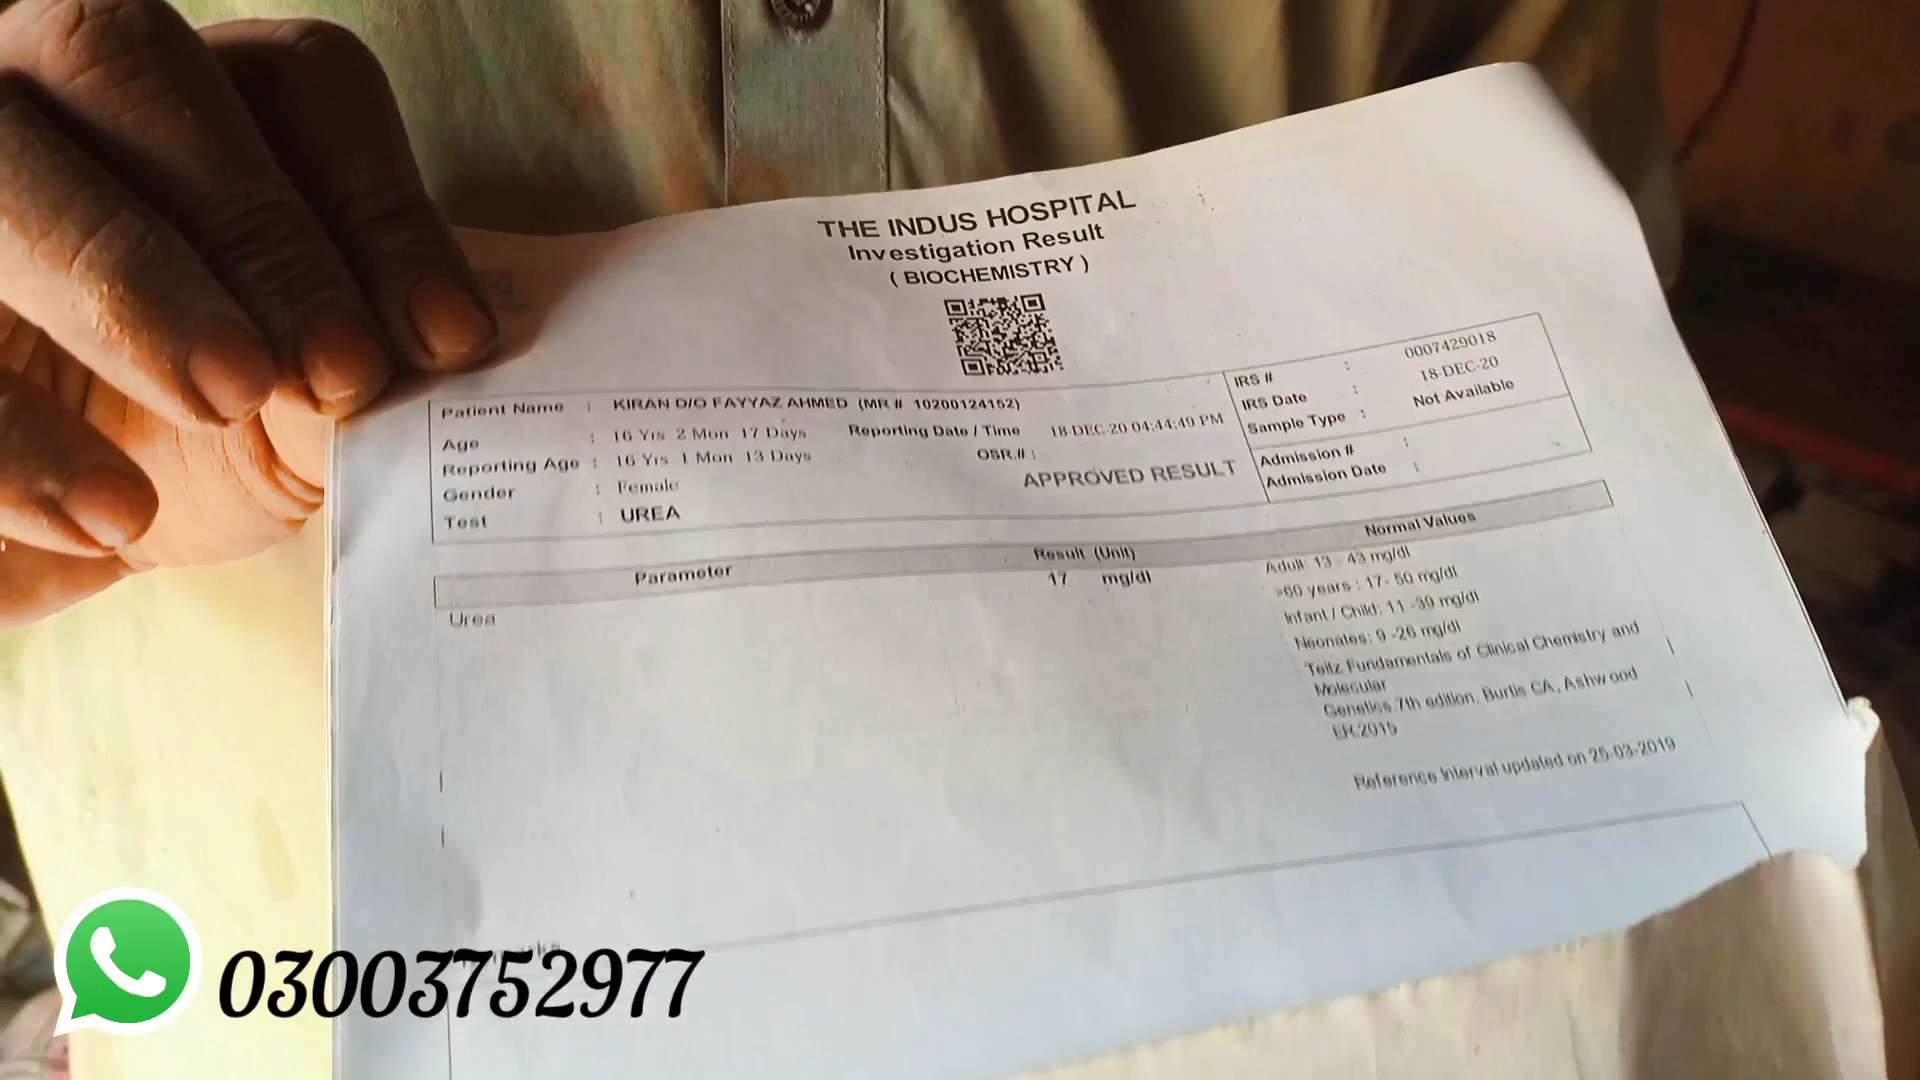 THE INDUS HOSPITAL
Investigation Result
( BIOCHEMISTRY )
Patient Name : KIRAN D/O FAYYAZ AHMED (MR # 10200124152)
Age : 16 Yrs 2 Mon 17 Days Reporting Date / Time 18-DEC-20 04:44:49 PM
Reporting Age : 16 Yrs 1 Mon 13 Days OSR.# :
Gender : Female APPROVED RESULT
Test : UREA
IRS # : 0007429018
IRS Date : 18-DEC-20
Sample Type : Not Available
Admission # :
Admission Date :
Parameter Result (Unit) Normal Values
Urea 17 mg/dl Adult: 13 - 43 mg/dl
>60 years : 17- 50 mg/dl
Infant / Child: 11 -39 mg/dl
Neonates: 9 -26 mg/dl
Teitz Fundamentals of Clinical Chemistry and
Molecular
Genetics.7th edition. Burtis CA, Ashwood
ER.2015
Reference Interval updated on 25-03-2019
03003752977